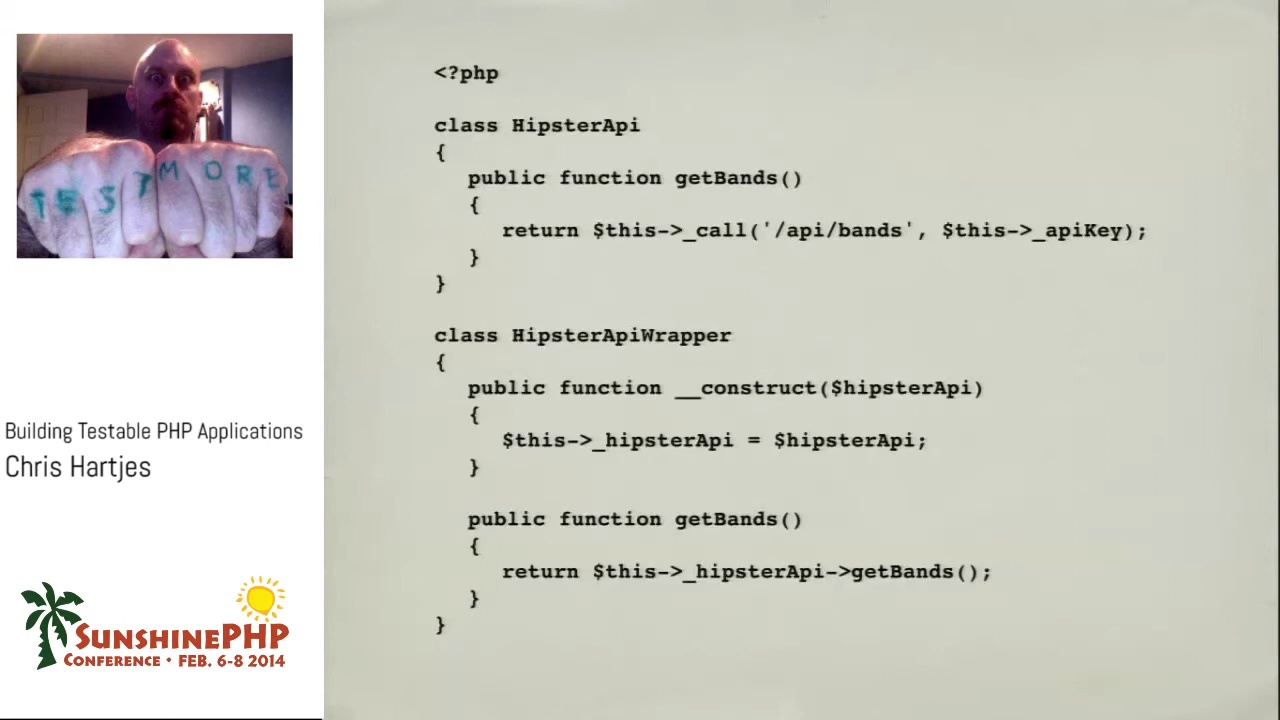 TEST MORE
Building Testable PHP Applications
Chris Hartjes
SUNSHINEPHP
CONFERENCE • FEB. 6-8 2014
<?php
class HipsterApi
{
public function getBands()
{
return $this->_call('/api/bands', $this->_apiKey);
}
}
class HipsterApiWrapper
{
public function __construct($hipsterApi)
{
$this->_hipsterApi = $hipsterApi;
}
public function getBands()
{
return $this->_hipsterApi->getBands();
}
}